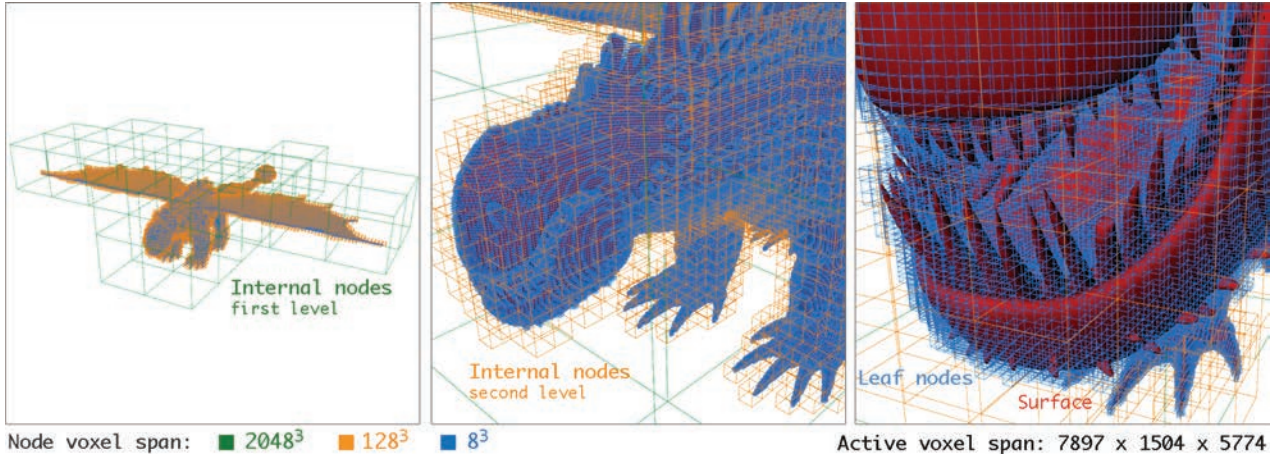 Internal nodes
first level
Internal nodes
second level
Leaf nodes
Surface
Node voxel span: 2048³ 128³ 8³
Active voxel span: 7897 x 1504 x 5774